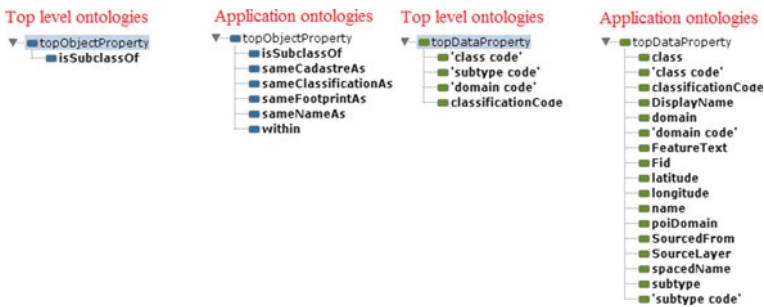 Top level ontologies
topObjectProperty
isSubclassOf
Application ontologies
topObjectProperty
isSubclassOf
sameCadastreAs
sameClassificationAs
sameFootprintAs
sameNameAs
within
Top level ontologies
topDataProperty
'class code'
'subtype code'
'domain code'
classificationCode
Application ontologies
topDataProperty
class
'class code'
classificationCode
DisplayName
domain
'domain code'
FeatureText
Fid
latitude
longitude
name
poiDomain
SourcedFrom
SourceLayer
spacedName
subtype
'subtype code'